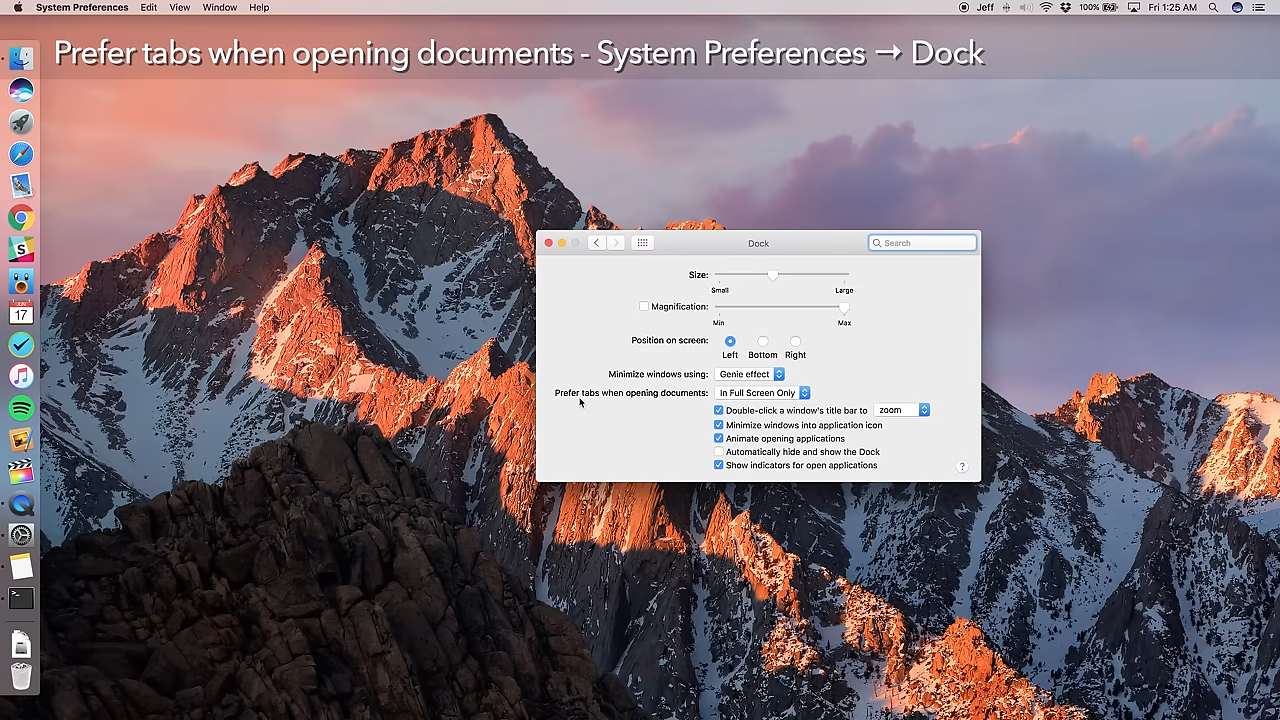 System Preferences Edit View Window Help Jeff 100% Fri 1:25 AM
Prefer tabs when opening documents - System Preferences → Dock
Dock
Search
Size:
Small Large
Magnification:
Min Max
Position on screen:
Left Bottom Right
Minimize windows using: Genie effect
Prefer tabs when opening documents: In Full Screen Only
Double-click a window's title bar to zoom
Minimize windows into application icon
Animate opening applications
Automatically hide and show the Dock
Show indicators for open applications
?
S
JUN
17
>_